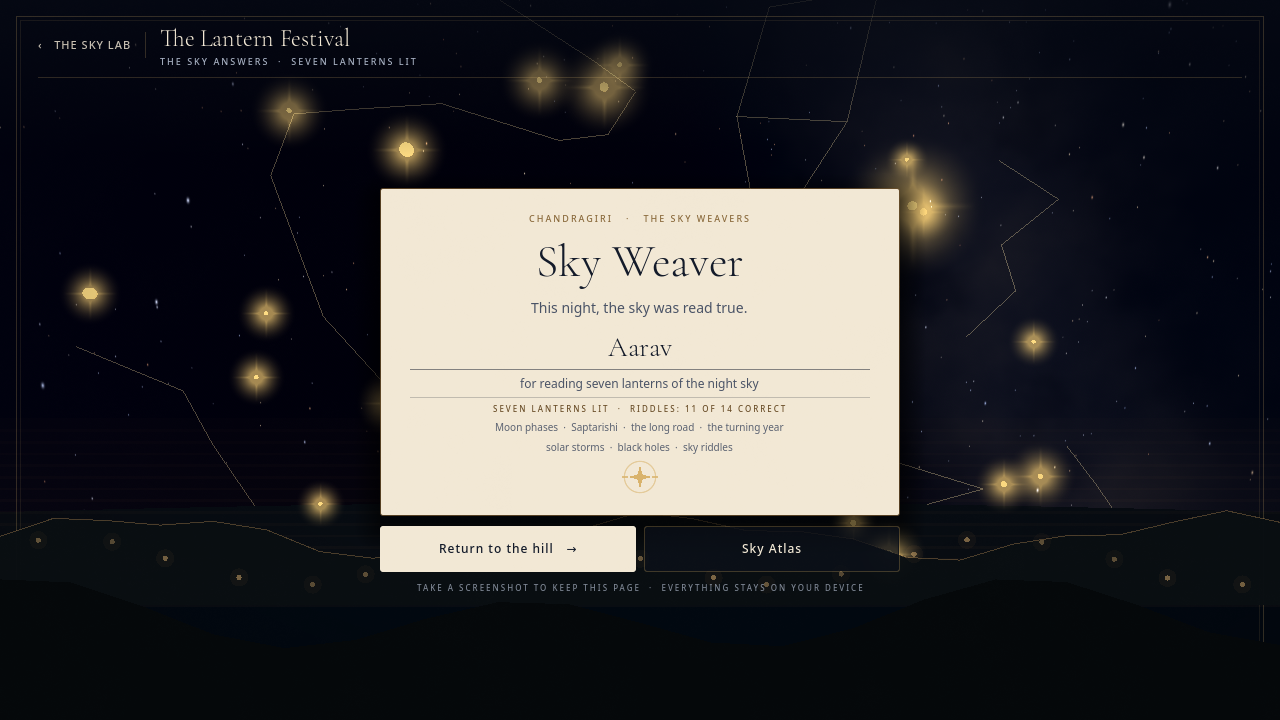 ‹ THE SKY LAB
The Lantern Festival
THE SKY ANSWERS · SEVEN LANTERNS LIT
CHANDRAGIRI · THE SKY WEAVERS
Sky Weaver
This night, the sky was read true.
Aarav
for reading seven lanterns of the night sky
SEVEN LANTERNS LIT · RIDDLES: 11 OF 14 CORRECT
Moon phases · Saptarishi · the long road · the turning year
solar storms · black holes · sky riddles
Return to the hill →
Sky Atlas
TAKE A SCREENSHOT TO KEEP THIS PAGE · EVERYTHING STAYS ON YOUR DEVICE